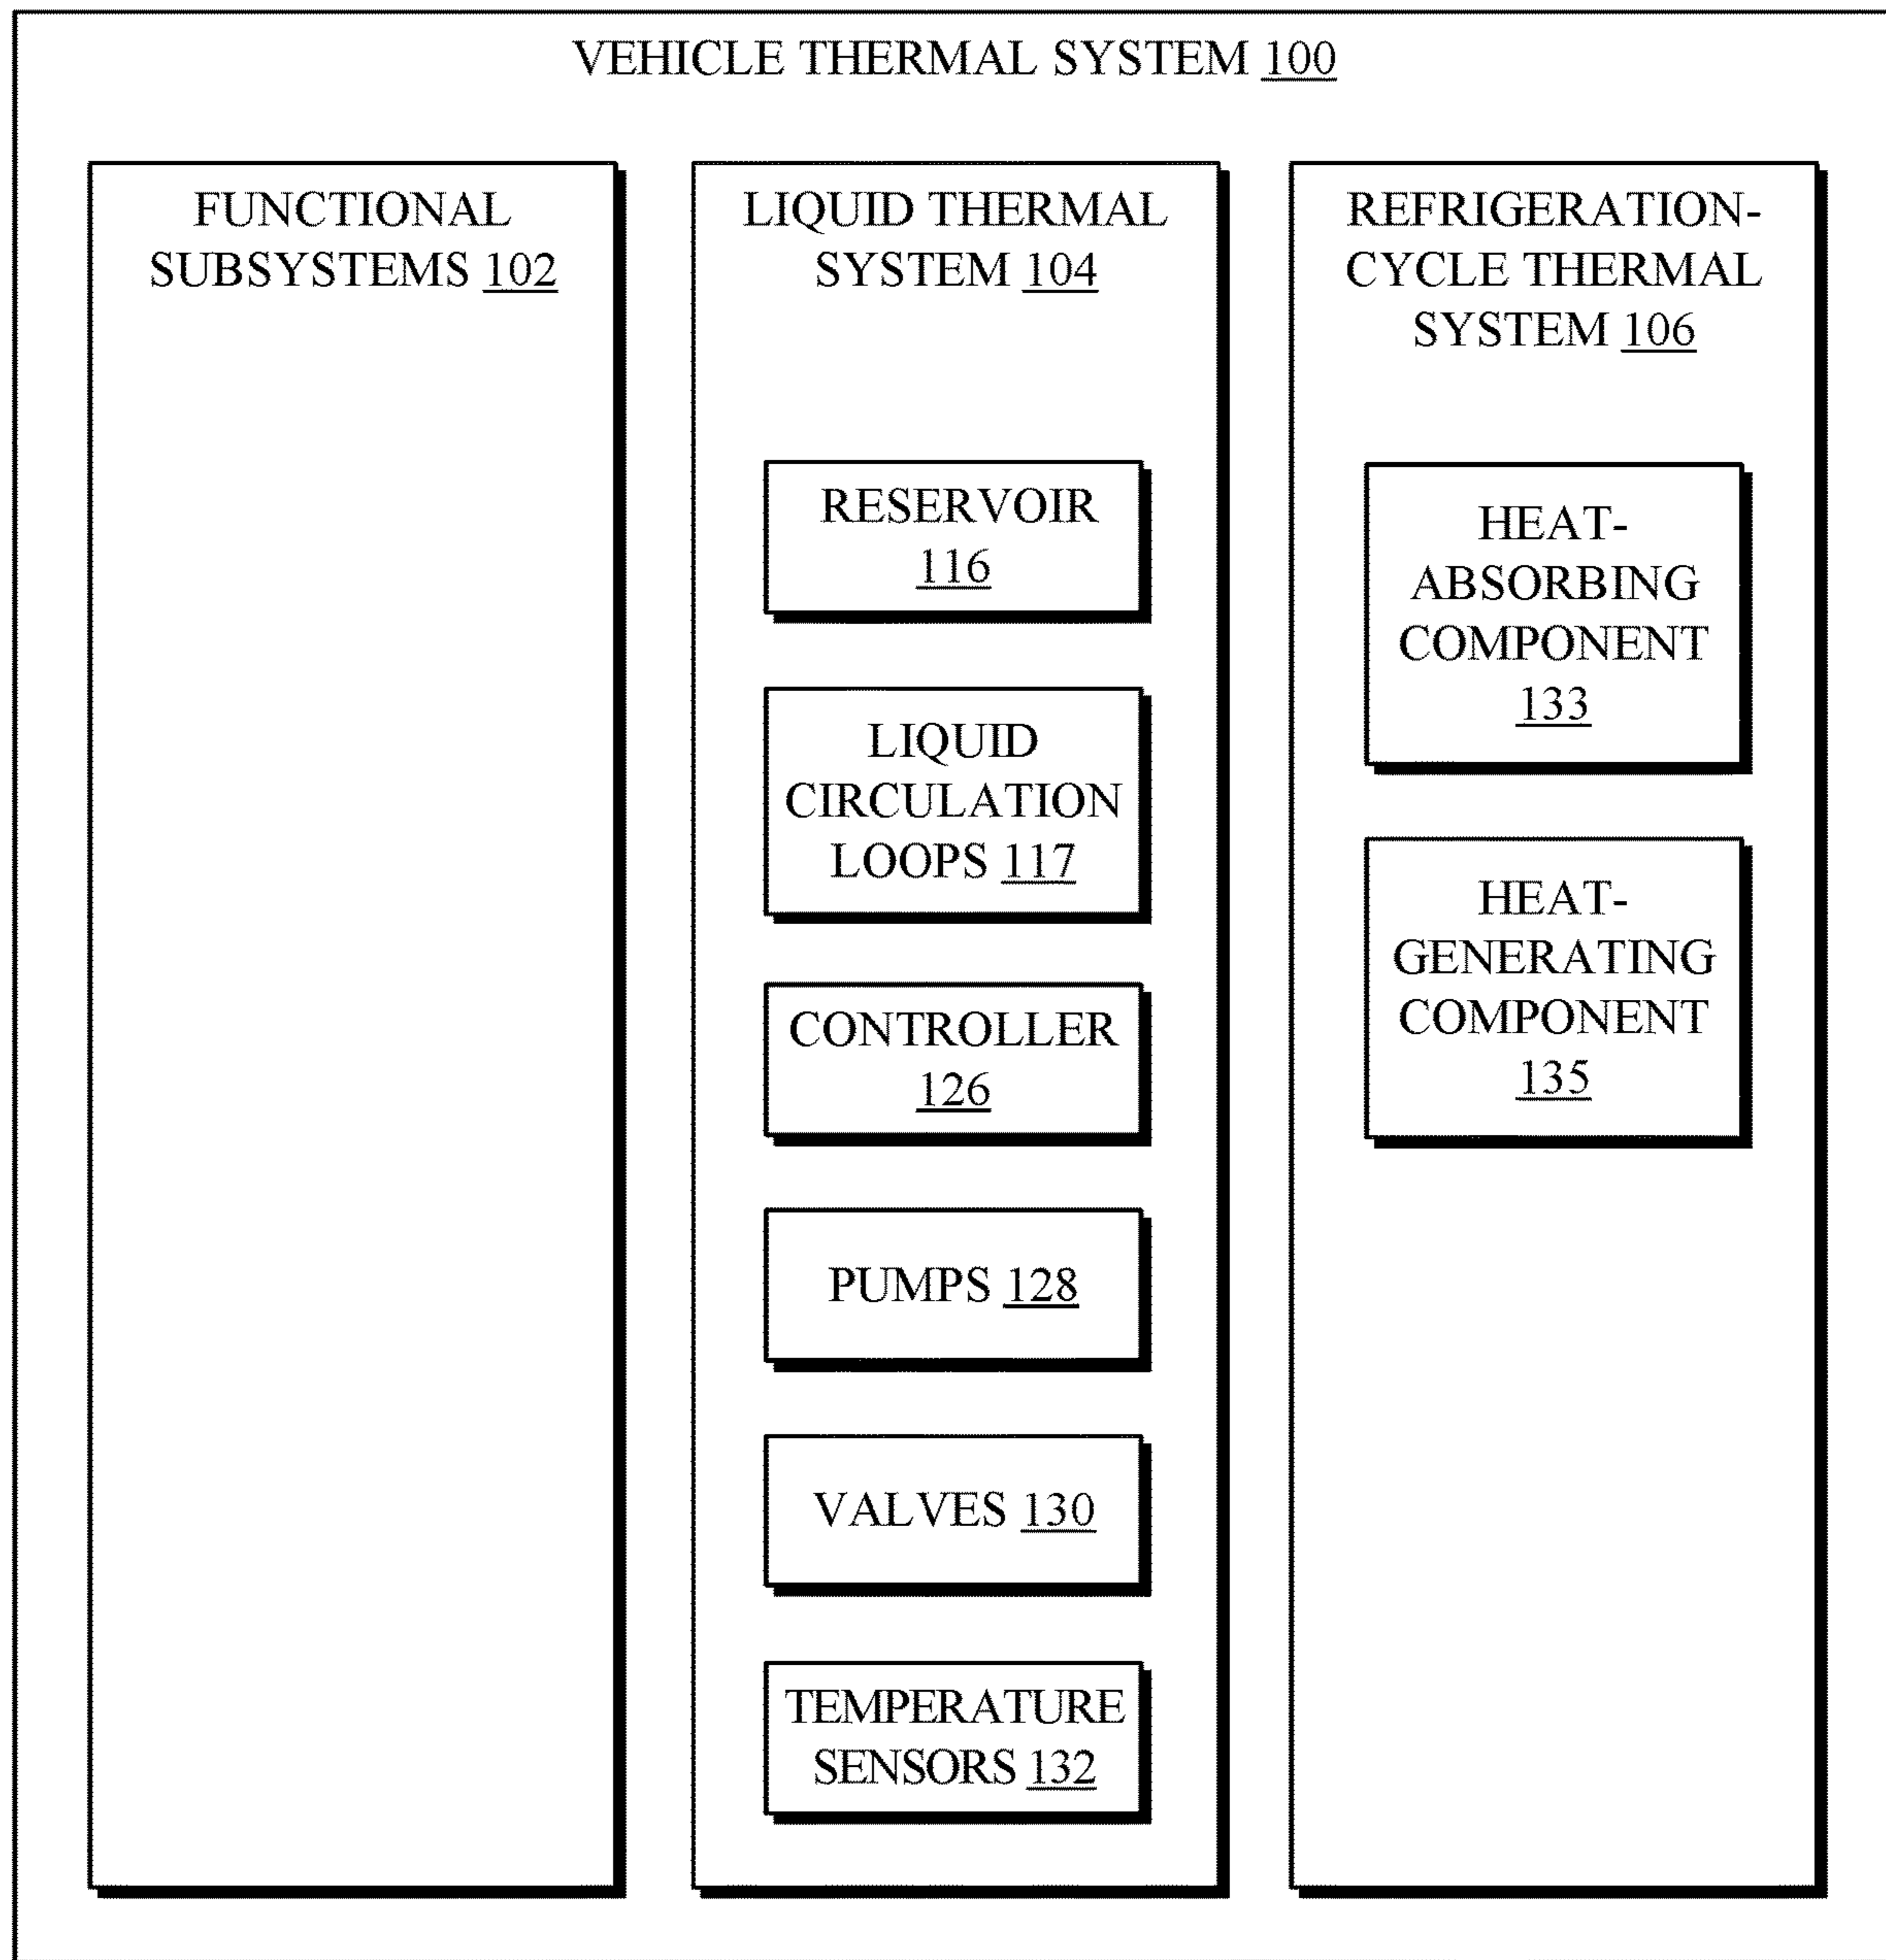 VEHICLE THERMAL SYSTEM 100
FUNCTIONAL
SUBSYSTEMS 102
LIQUID THERMAL
SYSTEM 104
RESERVOIR
116
LIQUID
CIRCULATION
LOOPS 117
CONTROLLER
126
PUMPS 128
VALVES 130
TEMPERATURE
SENSORS 132
REFRIGERATION-
CYCLE THERMAL
SYSTEM 106
HEAT-
ABSORBING
COMPONENT
133
HEAT-
GENERATING
COMPONENT
135